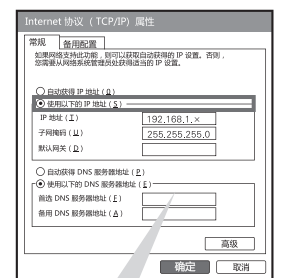 Internet 协议 （TCP/IP）属性
常规 备用配置
如果网络支持此功能，则可以获取自动获得的 IP 设置。否则，
您需要从网络系统管理员处获得适当的 IP 设置。
自动获得 IP 地址 ( O )
使用以下的 IP 地址 ( S )
IP 地址 ( I ) 192.168.1.×
子网掩码 ( U ) 255.255.255.0
默认网关 ( D )
自动获得 DNS 服务器地址 ( P )
使用以下的 DNS 服务器地址 ( E )
首选 DNS 服务器地址 ( F )
备用 DNS 服务器地址 ( A )
高级
确定 取消